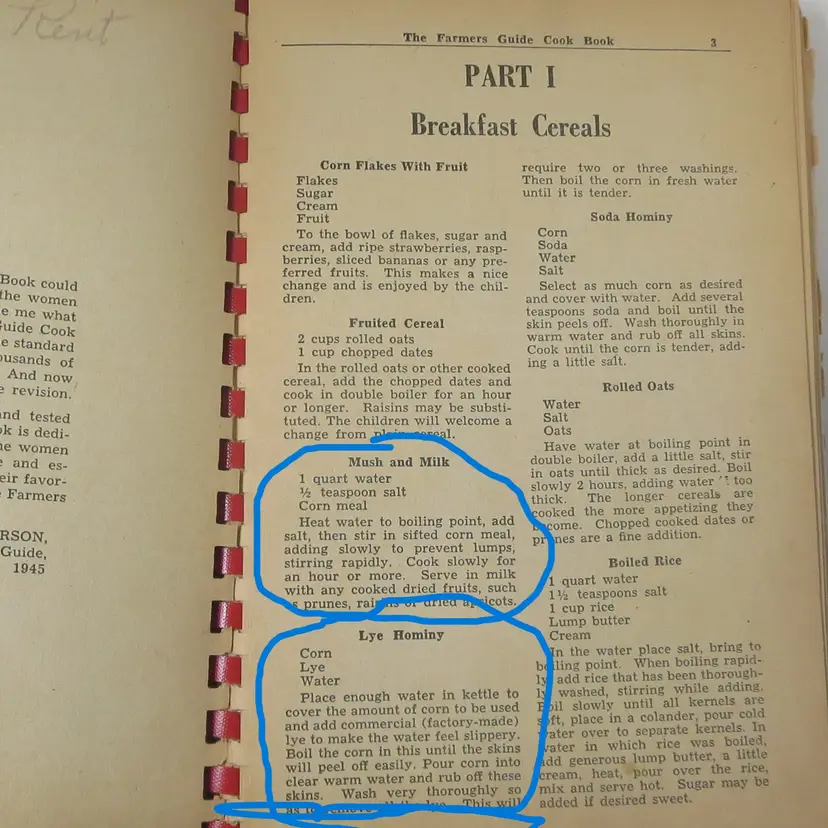 Kent
Book could
the women
e me what
Guide Cook
e standard
ousands of
And now
e revision.
and tested
ok is dedi-
he women
e and es-
eir favor-
Farmers
RSON,
Guide,
1945
The Farmers Guide Cook Book 3
PART I
Breakfast Cereals
Corn Flakes With Fruit
Flakes
Sugar
Cream
Fruit
To the bowl of flakes, sugar and
cream, add ripe strawberries, rasp-
berries, sliced bananas or any pre-
ferred fruits. This makes a nice
change and is enjoyed by the chil-
dren.
Fruited Cereal
2 cups rolled oats
1 cup chopped dates
In the rolled oats or other cooked
cereal, add the chopped dates and
cook in double boiler for an hour
or longer. Raisins may be substi-
tuted. The children will welcome a
change from plain cereal.
Mush and Milk
1 quart water
½ teaspoon salt
Corn meal
Heat water to boiling point, add
salt, then stir in sifted corn meal,
adding slowly to prevent lumps,
stirring rapidly. Cook slowly for
an hour or more. Serve in milk
with any cooked dried fruits, such
as prunes, raisins or dried apricots.
Lye Hominy
Corn
Lye
Water
Place enough water in kettle to
cover the amount of corn to be used
and add commercial (factory-made)
lye to make the water feel slippery.
Boil the corn in this until the skins
will peel off easily. Pour corn into
clear warm water and rub off these
skins. Wash very thoroughly so
as to remove all the lye. This will
require two or three washings.
Then boil the corn in fresh water
until it is tender.
Soda Hominy
Corn
Soda
Water
Salt
Select as much corn as desired
and cover with water. Add several
teaspoons soda and boil until the
skin peels off. Wash thoroughly in
warm water and rub off all skins.
Cook until the corn is tender, add-
ing a little salt.
Rolled Oats
Water
Salt
Oats
Have water at boiling point in
double boiler, add a little salt, stir
in oats until thick as desired. Boil
slowly 2 hours, adding water if too
thick. The longer cereals are
cooked the more appetizing they
become. Chopped cooked dates or
prunes are a fine addition.
Boiled Rice
1 quart water
1½ teaspoons salt
1 cup rice
Lump butter
Cream
In the water place salt, bring to
boiling point. When boiling rapid-
ly add rice that has been thorough-
ly washed, stirring while adding.
Boil slowly until all kernels are
soft, place in a colander, pour cold
water over to separate kernels. In
water in which rice was boiled,
add generous lump butter, a little
cream, heat, pour over the rice,
mix and serve hot. Sugar may be
added if desired sweet.